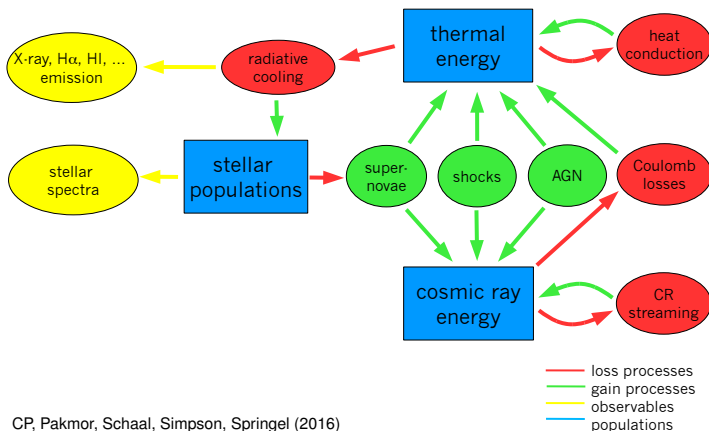 X-ray, Hα, HI, ...
emission
radiative
cooling
thermal
energy
heat
conduction
stellar
spectra
stellar
populations
super-
novae
shocks
AGN
Coulomb
losses
cosmic ray
energy
CR
streaming
loss processes
gain processes
observables
populations
CP, Pakmor, Schaal, Simpson, Springel (2016)